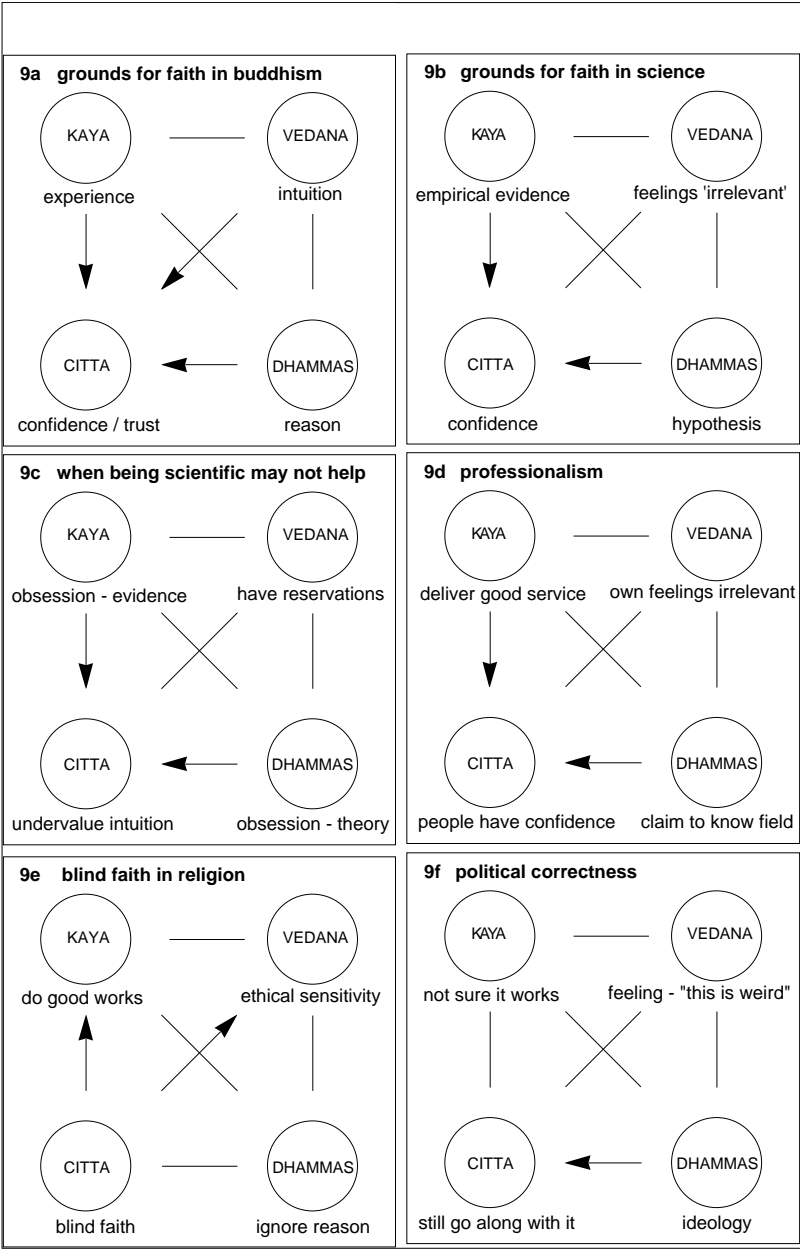 9a grounds for faith in buddhism
KAYA
VEDANA
experience
intuition
CITTA
DHAMMAS
confidence / trust
reason
9b grounds for faith in science
KAYA
VEDANA
empirical evidence
feelings 'irrelevant'
CITTA
DHAMMAS
confidence
hypothesis
9c when being scientific may not help
KAYA
VEDANA
obsession - evidence
have reservations
CITTA
DHAMMAS
undervalue intuition
obsession - theory
9d professionalism
KAYA
VEDANA
deliver good service
own feelings irrelevant
CITTA
DHAMMAS
people have confidence
claim to know field
9e blind faith in religion
KAYA
VEDANA
do good works
ethical sensitivity
CITTA
DHAMMAS
blind faith
ignore reason
9f political correctness
KAYA
VEDANA
not sure it works
feeling - "this is weird"
CITTA
DHAMMAS
still go along with it
ideology